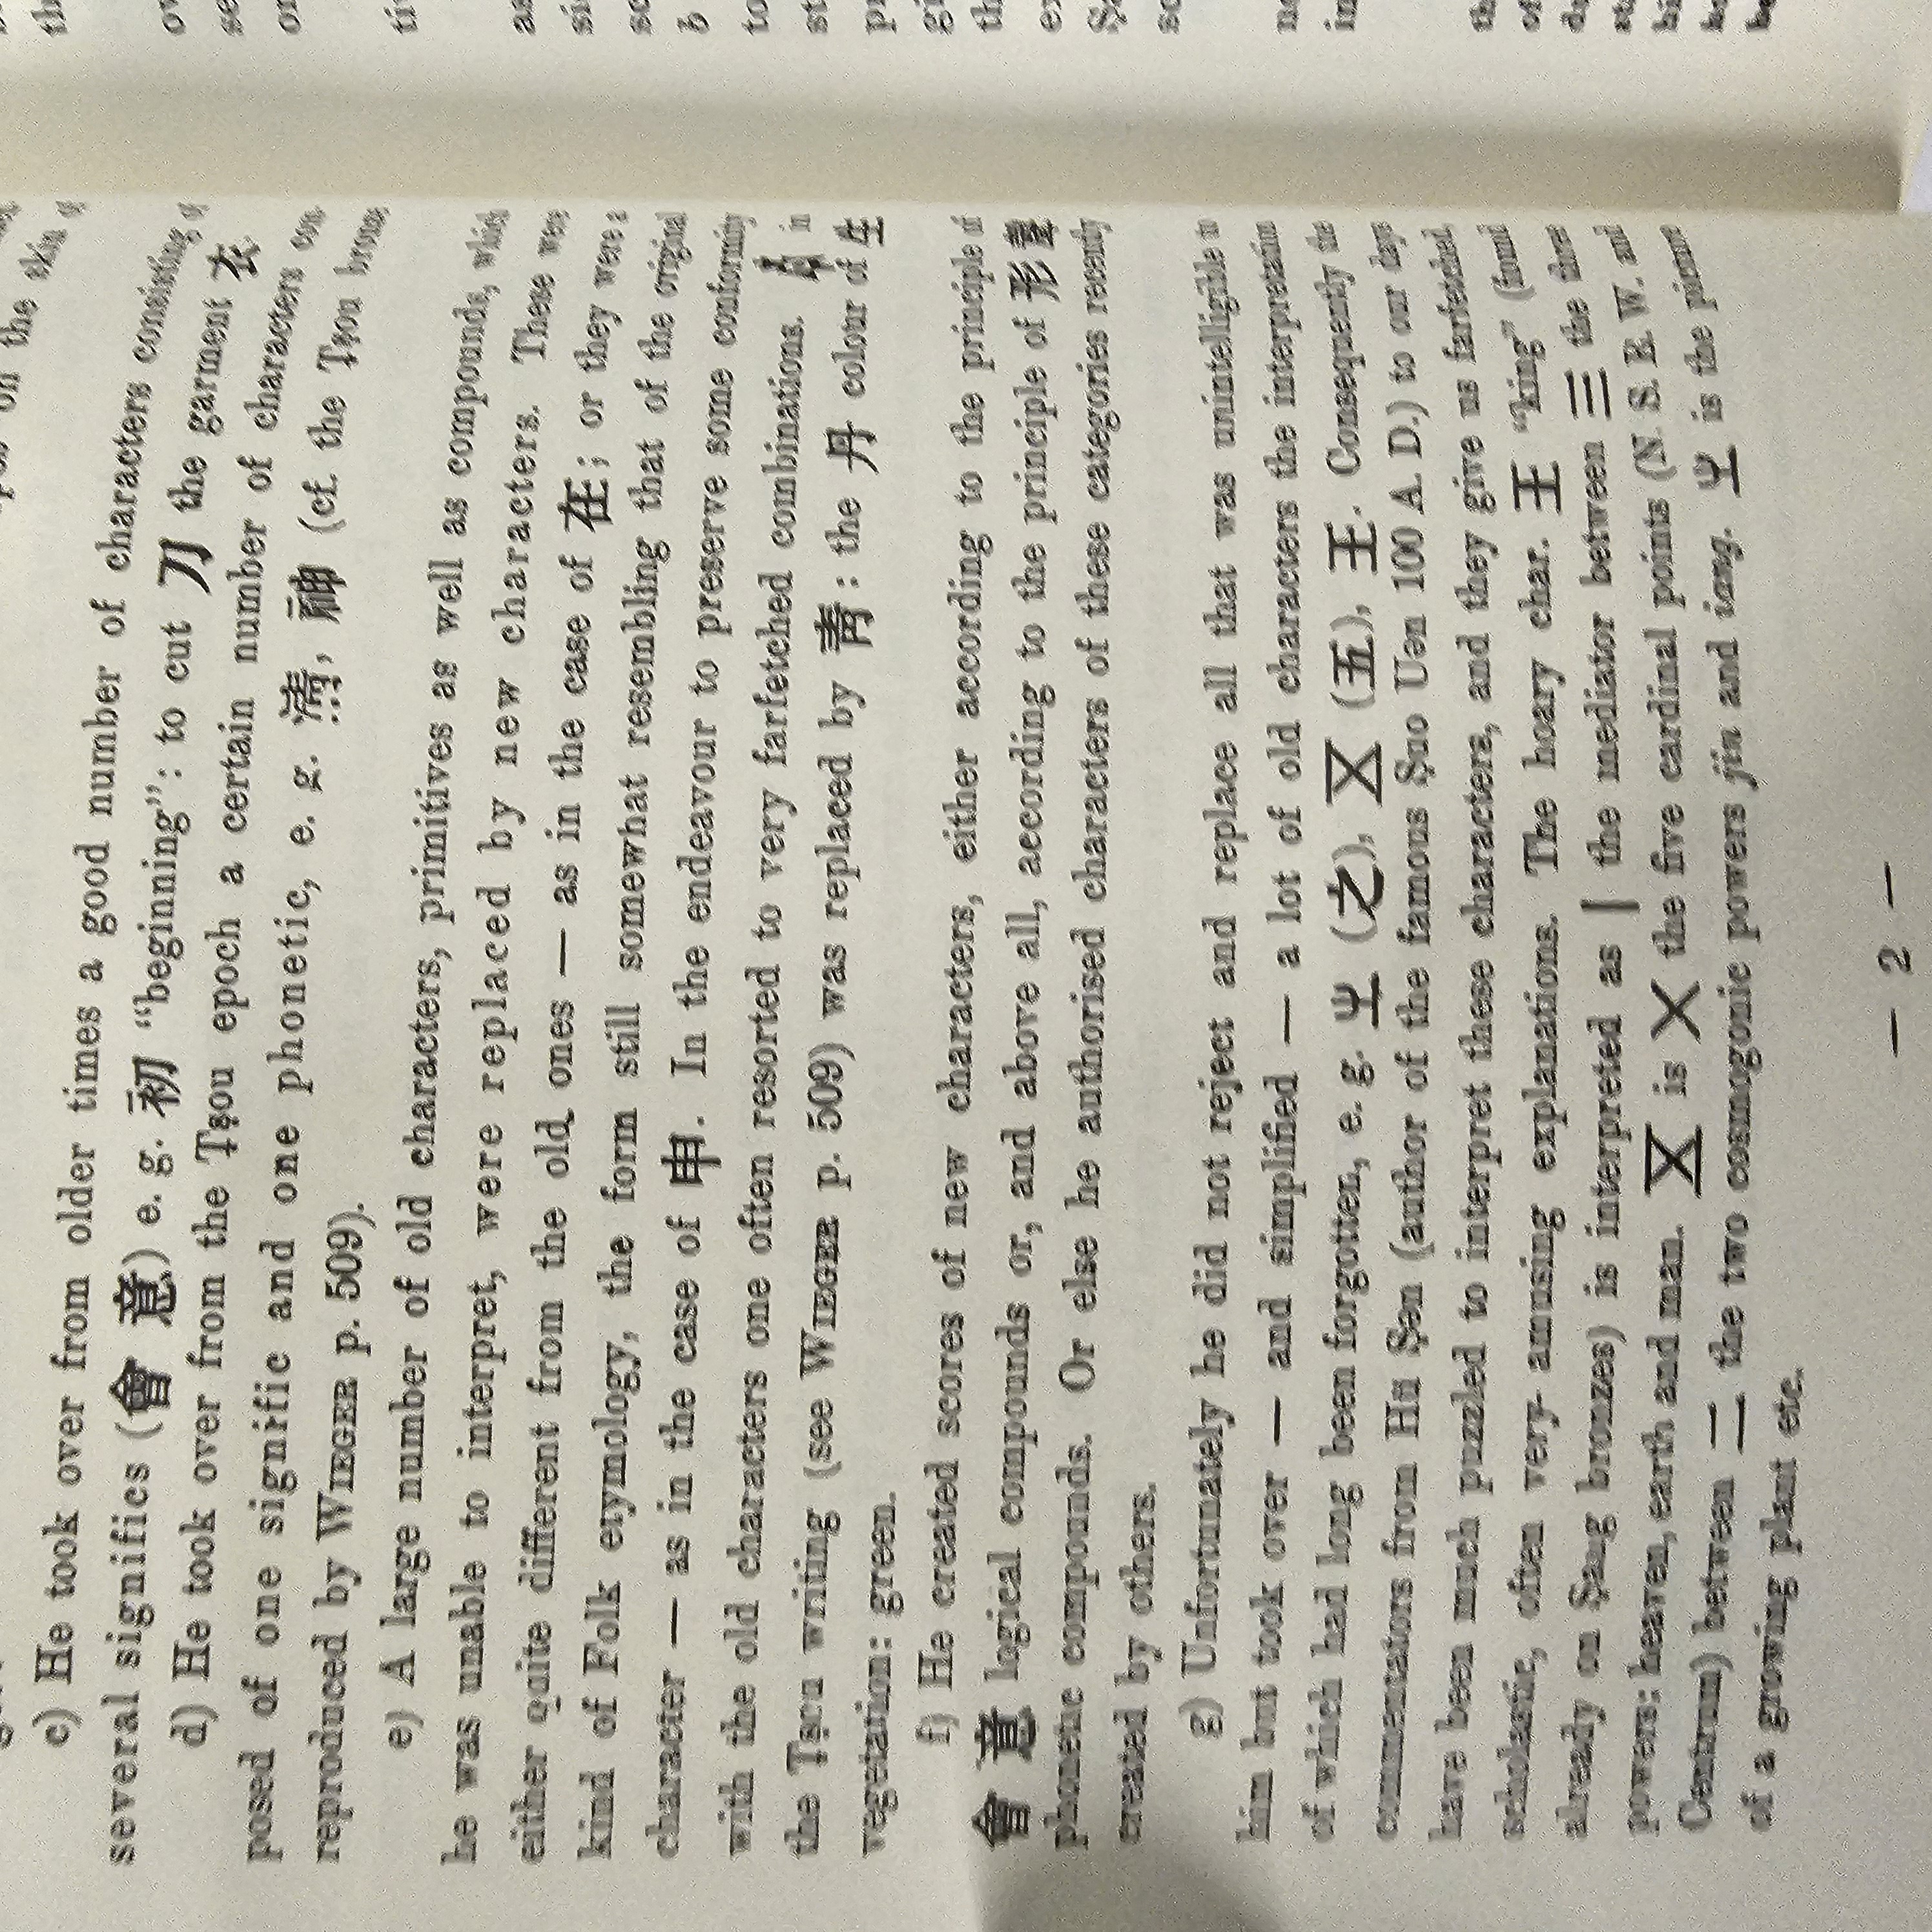 on the skin
c) He took over from older times a good number of characters consisting of
several significs (會 意) e. g. 初 “beginning”: to cut 刀 the garment 衣
d) He took over from the Tṣou epoch a certain number of characters com-
posed of one signific and one phonetic, e. g. 淸, 神 (cf. the Tṣou bronze,
reproduced by WIEGER p. 509).
e) A large number of old characters, primitives as well as compounds, which
he was unable to interpret, were replaced by new characters. These were
either quite different from the old ones — as in the case of 在; or they were a
kind of Folk etymology, the form still somewhat resembling that of the original
character — as in the case of 申. In the endeavour to preserve some conformity
with the old characters one often resorted to very farfetched combinations. in
the Tṣou writing (see WIEGER p. 509) was replaced by 靑: the 丹 colour of 生
vegetation: green.
f) He created scores of new characters, either according to the principle of
會 意 logical compounds or, and above all, according to the principle of 形 聲
phonetic compounds. Or else he authorised characters of these categories recently
created by others.
g) Unfortunately he did not reject and replace all that was unintelligible to
him but took over — and simplified — a lot of old characters the interpretation
of which had long been forgotten, e. g. 㞢 (之), 㐅 (五), 王. Consequently the
commentators from Hü Ṣən (author of the famous Ṣuo Uən 100 A. D.) to our days
have been much puzzled to interpret these characters, and they give us farfetched,
scholastic, often very amusing explanations. The hoary char. 王 “king” (found
already on Ṣang bronzes) is interpreted as | the mediator between 三 the three
powers: heaven, earth and man. 𠄡 is 㐅 the five cardinal points (N. S. E. W. and
Centrum) between 二 the two cosmogonic powers jin and iang. 㞢 is the picture
of a growing plant etc.
— 2 —